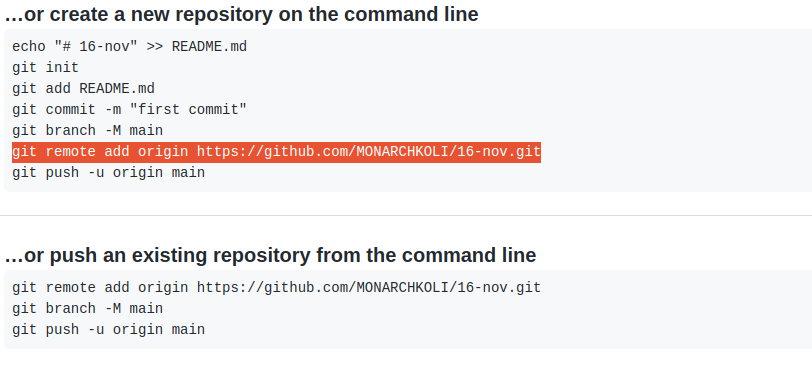 ...or create a new repository on the command line
echo "# 16-nov" >> README.md
git init
git add README.md
git commit -m "first commit"
git branch -M main
git remote add origin https://github.com/MONARCHKOLI/16-nov.git
git push -u origin main
...or push an existing repository from the command line
git remote add origin https://github.com/MONARCHKOLI/16-nov.git
git branch -M main
git push -u origin main